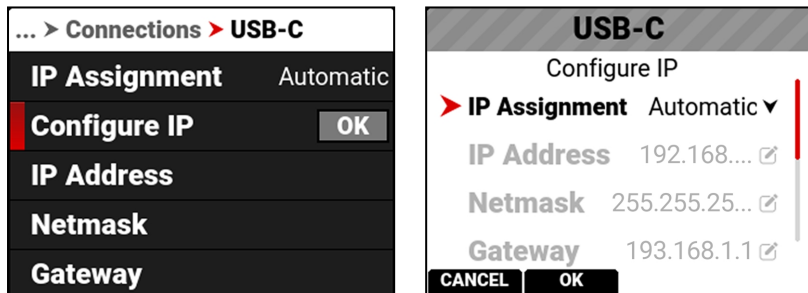 ... > Connections > USB-C
IP Assignment Automatic
Configure IP OK
IP Address
Netmask
Gateway
USB-C
Configure IP
IP Assignment Automatic
IP Address 192.168....
Netmask 255.255.25...
Gateway 193.168.1.1
CANCEL OK